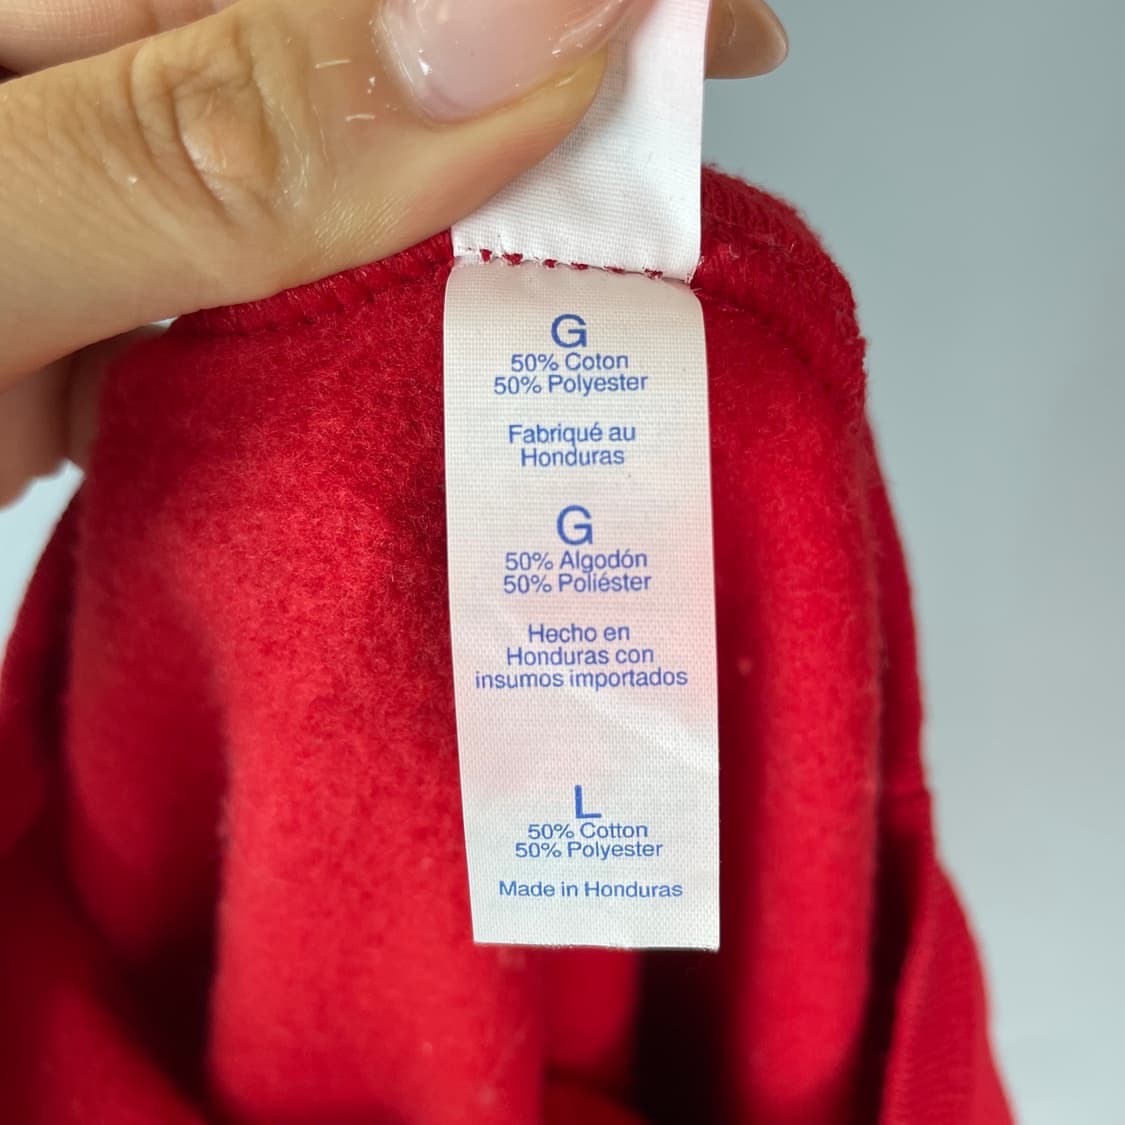 G
50% Coton
50% Polyester
Fabriqué au
Honduras
G
50% Algodón
50% Poliéster
Hecho en
Honduras con
insumos importados
L
50% Cotton
50% Polyester
Made in Honduras